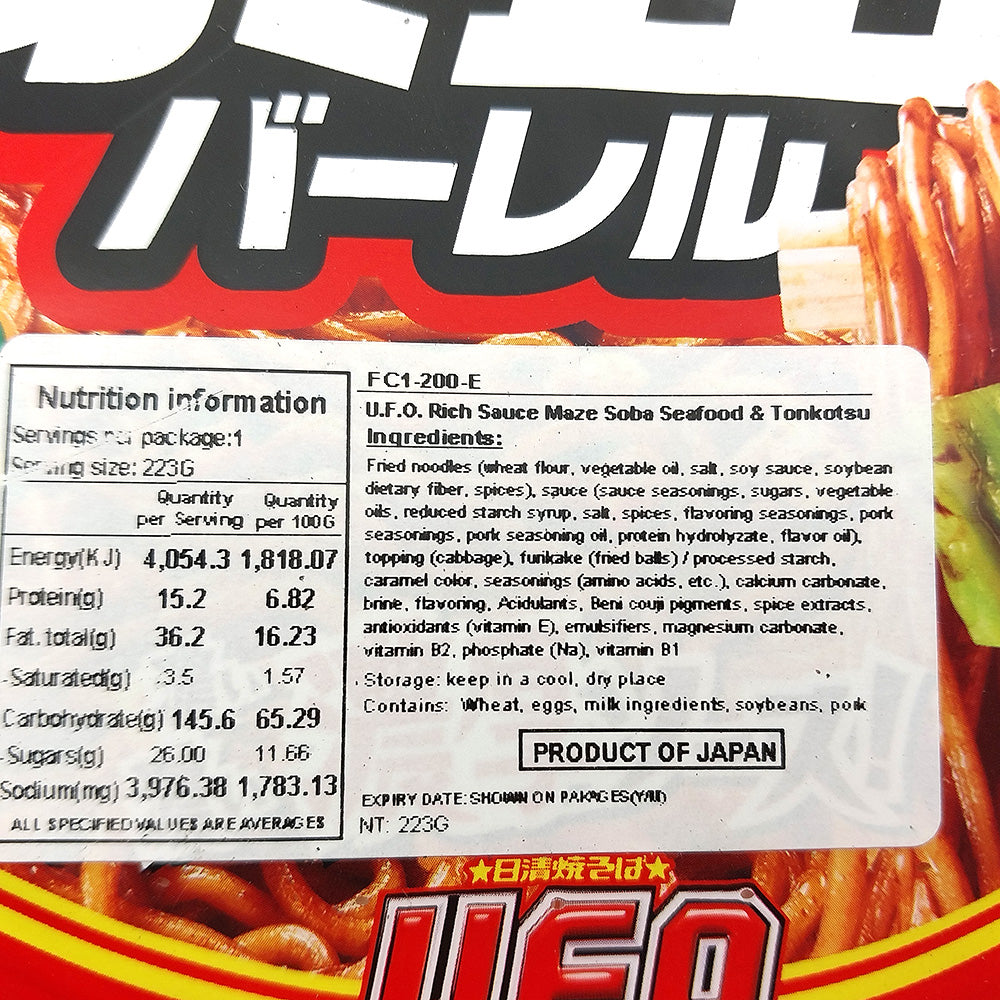 バーレル
Nutrition information
Servings per package:1
Serving size: 223G
Quantity per Serving Quantity per 100G
Energy(KJ) 4,054.3 1,818.07
Protein(g) 15.2 6.82
Fat. total(g) 36.2 16.23
-Saturated(g) 3.5 1.57
Carbohydrate(g) 145.6 65.29
-Sugars(g) 26.00 11.66
Sodium(mg) 3,976.38 1,783.13
ALL SPECIFIED VALUES ARE AVERAGES
FC1-200-E
U.F.O. Rich Sauce Maze Soba Seafood & Tonkotsu
Ingredients:
Fried noodles (wheat flour, vegetable oil, salt, soy sauce, soybean
dietary fiber, spices), sauce (sauce seasonings, sugars, vegetable
oils, reduced starch syrup, salt, spices, flavoring seasonings, pork
seasonings, pork seasoning oil, protein hydrolyzate, flavor oil),
topping (cabbage), furikake (fried balls) / processed starch,
caramel color, seasonings (amino acids, etc.), calcium carbonate,
brine, flavoring, Acidulants, Beni couji pigments, spice extracts,
antioxidants (vitamin E), emulsifiers, magnesium carbonate,
vitamin B2, phosphate (Na), vitamin B1
Storage: keep in a cool, dry place
Contains: Wheat, eggs, milk ingredients, soybeans, pork
PRODUCT OF JAPAN
EXPIRY DATE: SHOWN ON PAKAGES(Y/M)
NT: 223G
★日清焼そば★
UFO